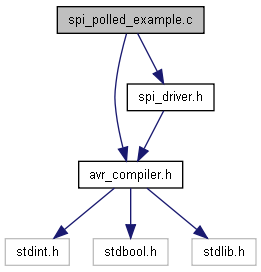 spi_polled_example.c
spi_driver.h
avr_compiler.h
stdint.h
stdbool.h
stdlib.h